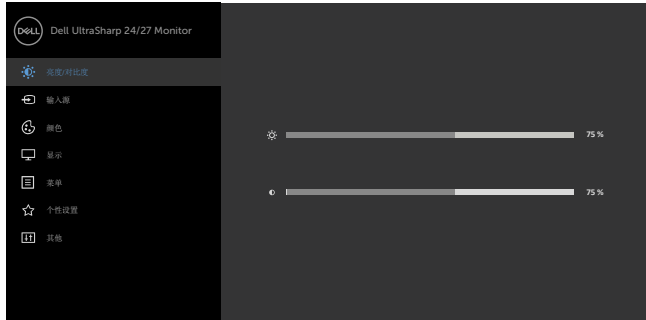 DELL
Dell UltraSharp 24/27 Monitor
亮度/对比度
输入源
颜色
75 %
显示
菜单
75 %
个性设置
其他